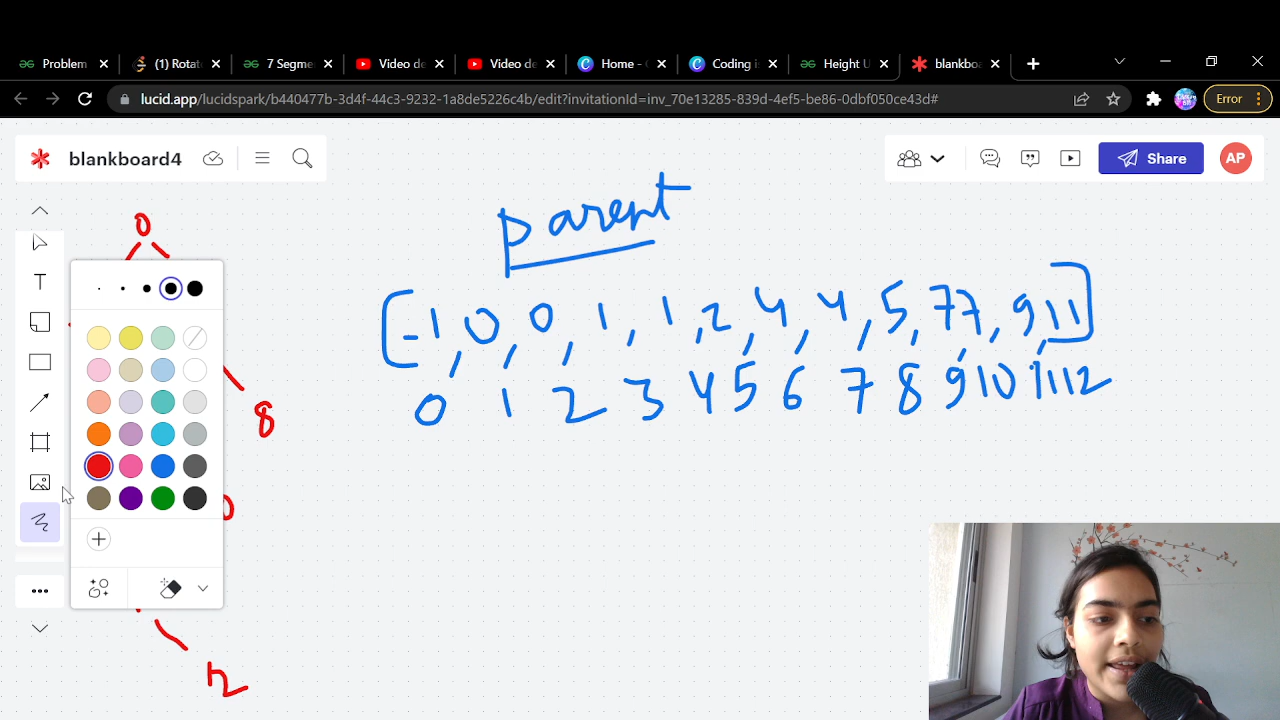 Problem
(1) Rotat
7 Segme
Video de
Video de
Home - (
Coding is
Height U
blankboa
lucid.app/lucidspark/b440477b-3d4f-44c3-9232-1a8de5226c4b/edit?invitationId=inv_70e13285-839d-4ef5-be86-0dbf050ce43d#
Error
blankboard4
Share
AP
T
parent
[-1, 0, 0, 1, 1, 2, 4, 4, 5, 7 7, 9, 11]
0 1 2 3 4 5 6 7 8 9 10 11 12
0
8
12